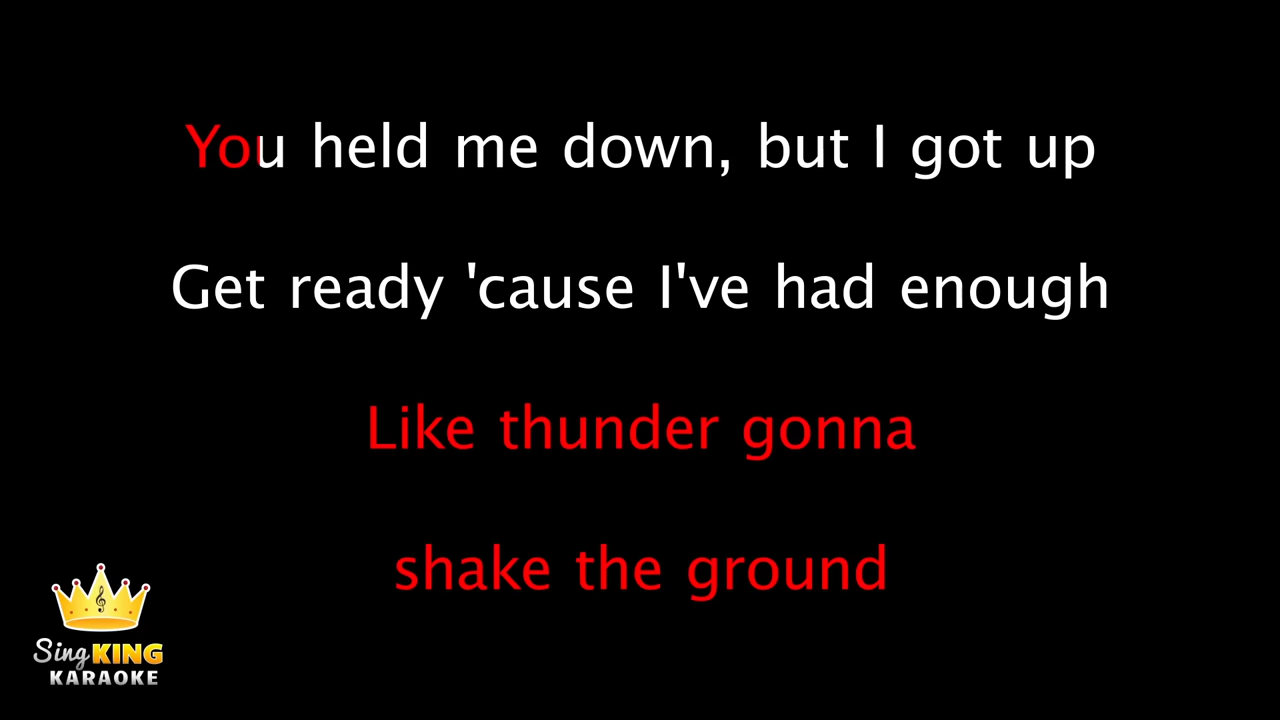 You held me down, but I got up
Get ready 'cause I've had enough
Like thunder gonna
shake the ground
Sing KING
KARAOKE